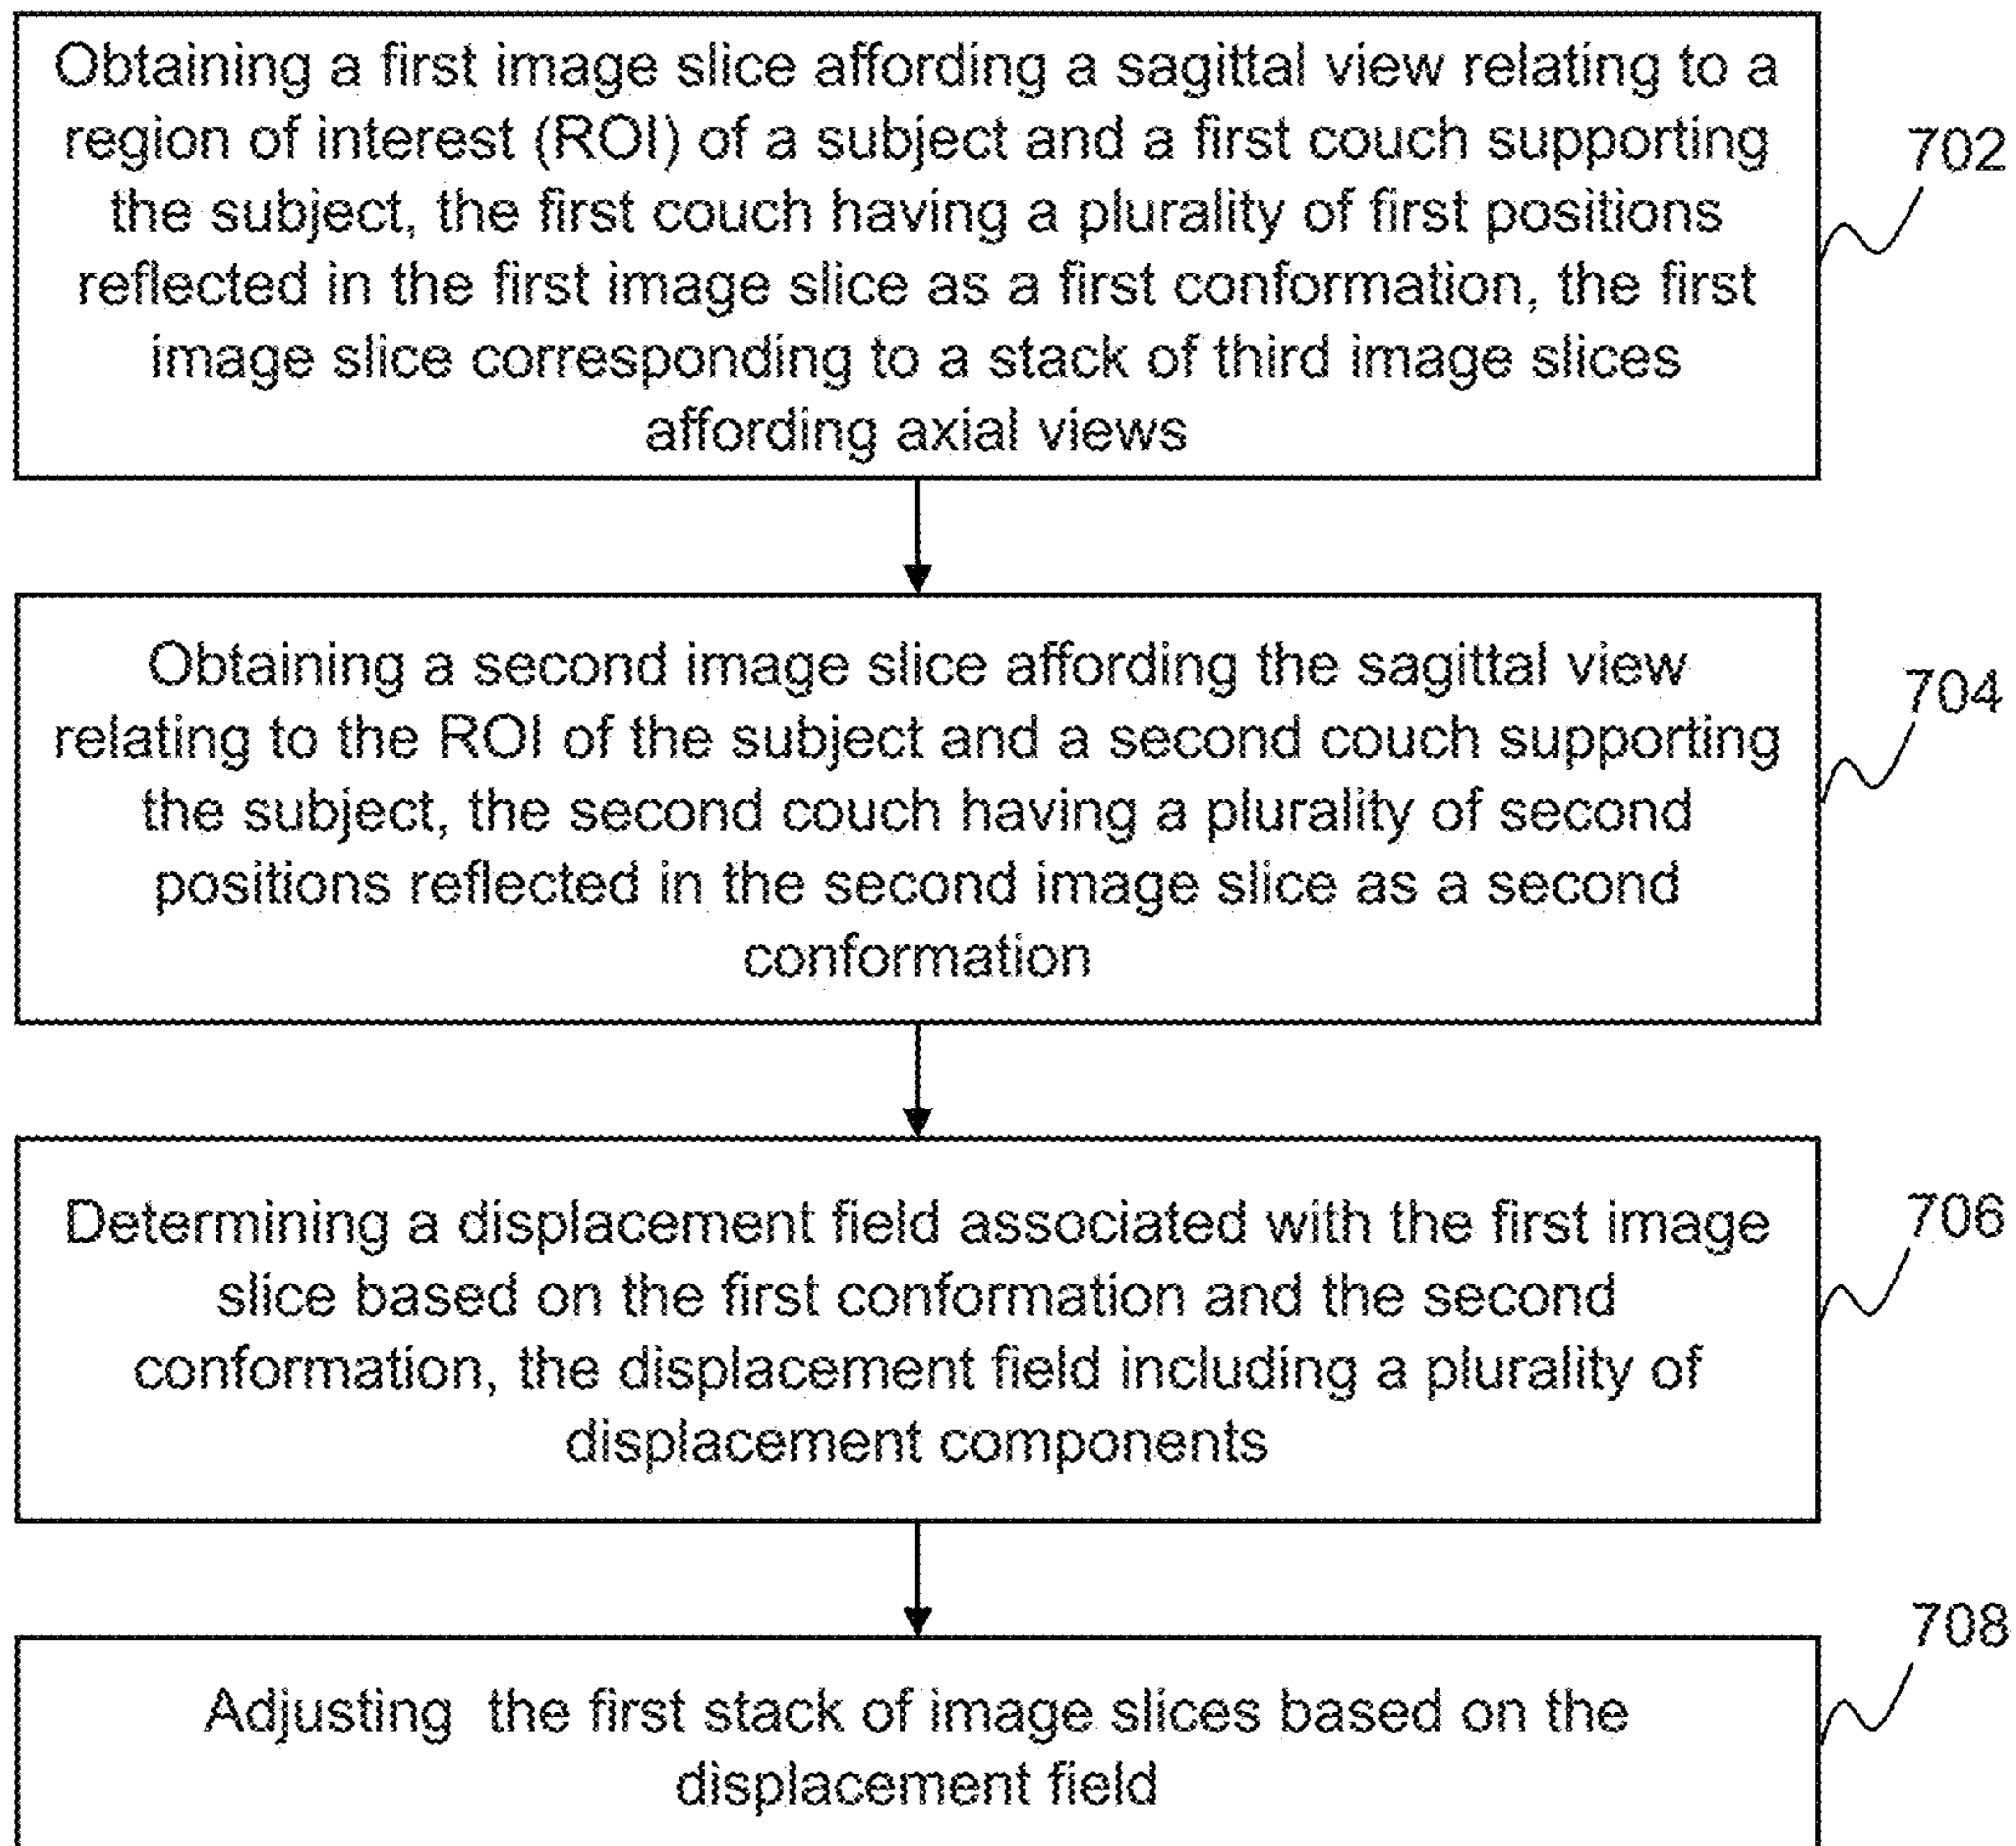 Obtaining a first image slice affording a sagittal view relating to a
region of interest (ROI) of a subject and a first couch supporting
the subject, the first couch having a plurality of first positions
reflected in the first image slice as a first conformation, the first
image slice corresponding to a stack of third image slices
affording axial views
702
Obtaining a second image slice affording the sagittal view
relating to the ROI of the subject and a second couch supporting
the subject, the second couch having a plurality of second
positions reflected in the second image slice as a second
conformation
704
Determining a displacement field associated with the first image
slice based on the first conformation and the second
conformation, the displacement field including a plurality of
displacement components
706
Adjusting the first stack of image slices based on the
displacement field
708